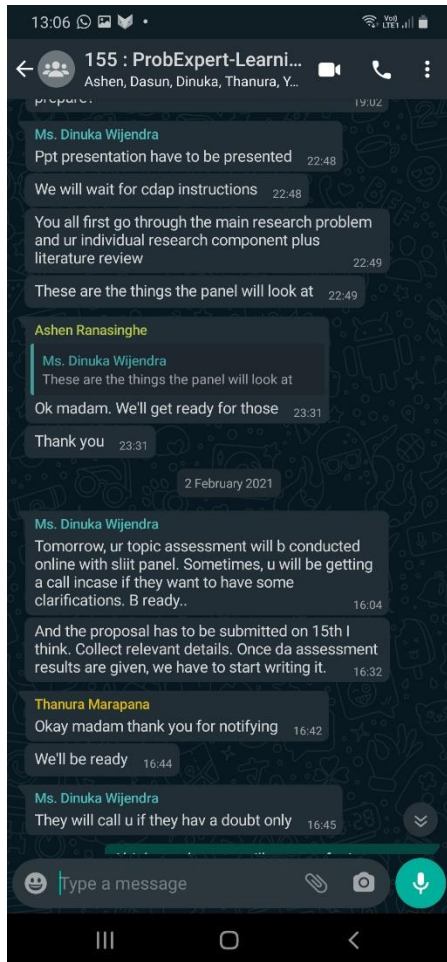 13:06
Vo))
LTE1
155 : ProbExpert-Learni...
Ashen, Dasun, Dinuka, Thanura, Y...
prepare?
19:02
Ms. Dinuka Wijendra
Ppt presentation have to be presented 22:48
We will wait for cdap instructions 22:48
You all first go through the main research problem
and ur individual research component plus
literature review
22:49
These are the things the panel will look at 22:49
Ashen Ranasinghe
Ms. Dinuka Wijendra
These are the things the panel will look at
Ok madam. We'll get ready for those 23:31
Thank you 23:31
2 February 2021
Ms. Dinuka Wijendra
Tomorrow, ur topic assessment will b conducted
online with sliit panel. Sometimes, u will be getting
a call incase if they want to have some
clarifications. B ready.. 16:04
And the proposal has to be submitted on 15th I
think. Collect relevant details. Once da assessment
results are given, we have to start writing it. 16:32
Thanura Marapana
Okay madam thank you for notifying 16:42
We'll be ready 16:44
Ms. Dinuka Wijendra
They will call u if they hav a doubt only 16:45
Type a message